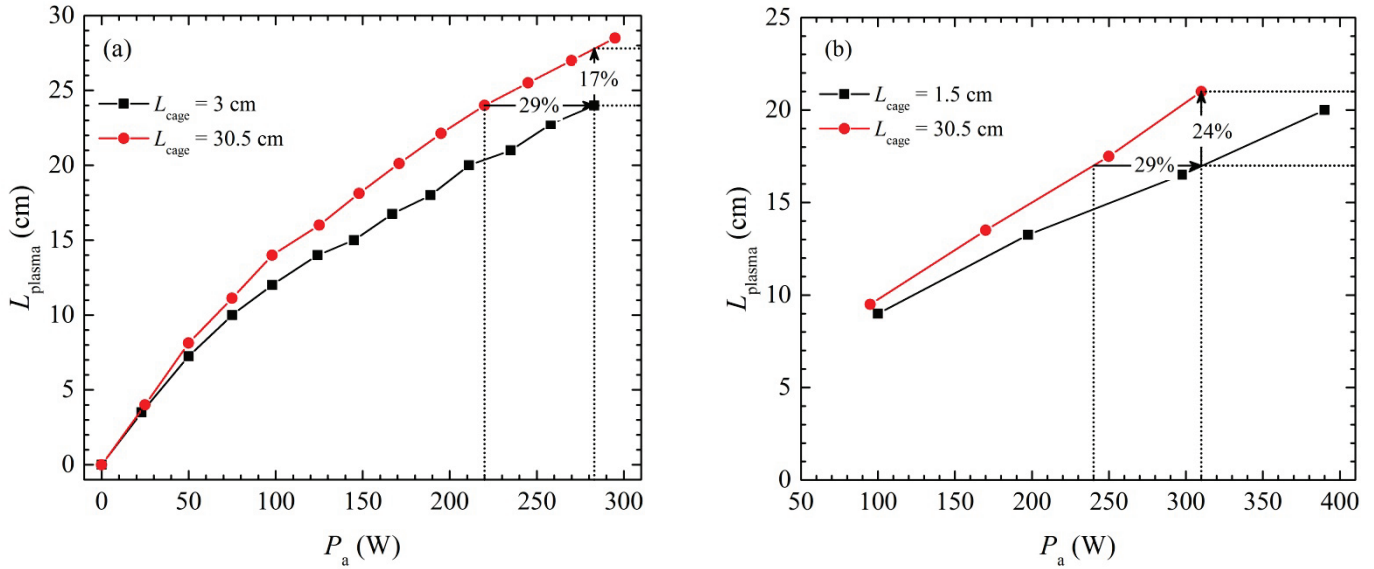 (a)
L_cage = 3 cm
L_cage = 30.5 cm
17%
29%
30
25
20
15
10
5
0
L_plasma (cm)
0 50 100 150 200 250 300
P_a (W)
(b)
L_cage = 1.5 cm
L_cage = 30.5 cm
24%
29%
25
20
15
10
5
0
L_plasma (cm)
50 100 150 200 250 300 350 400
P_a (W)